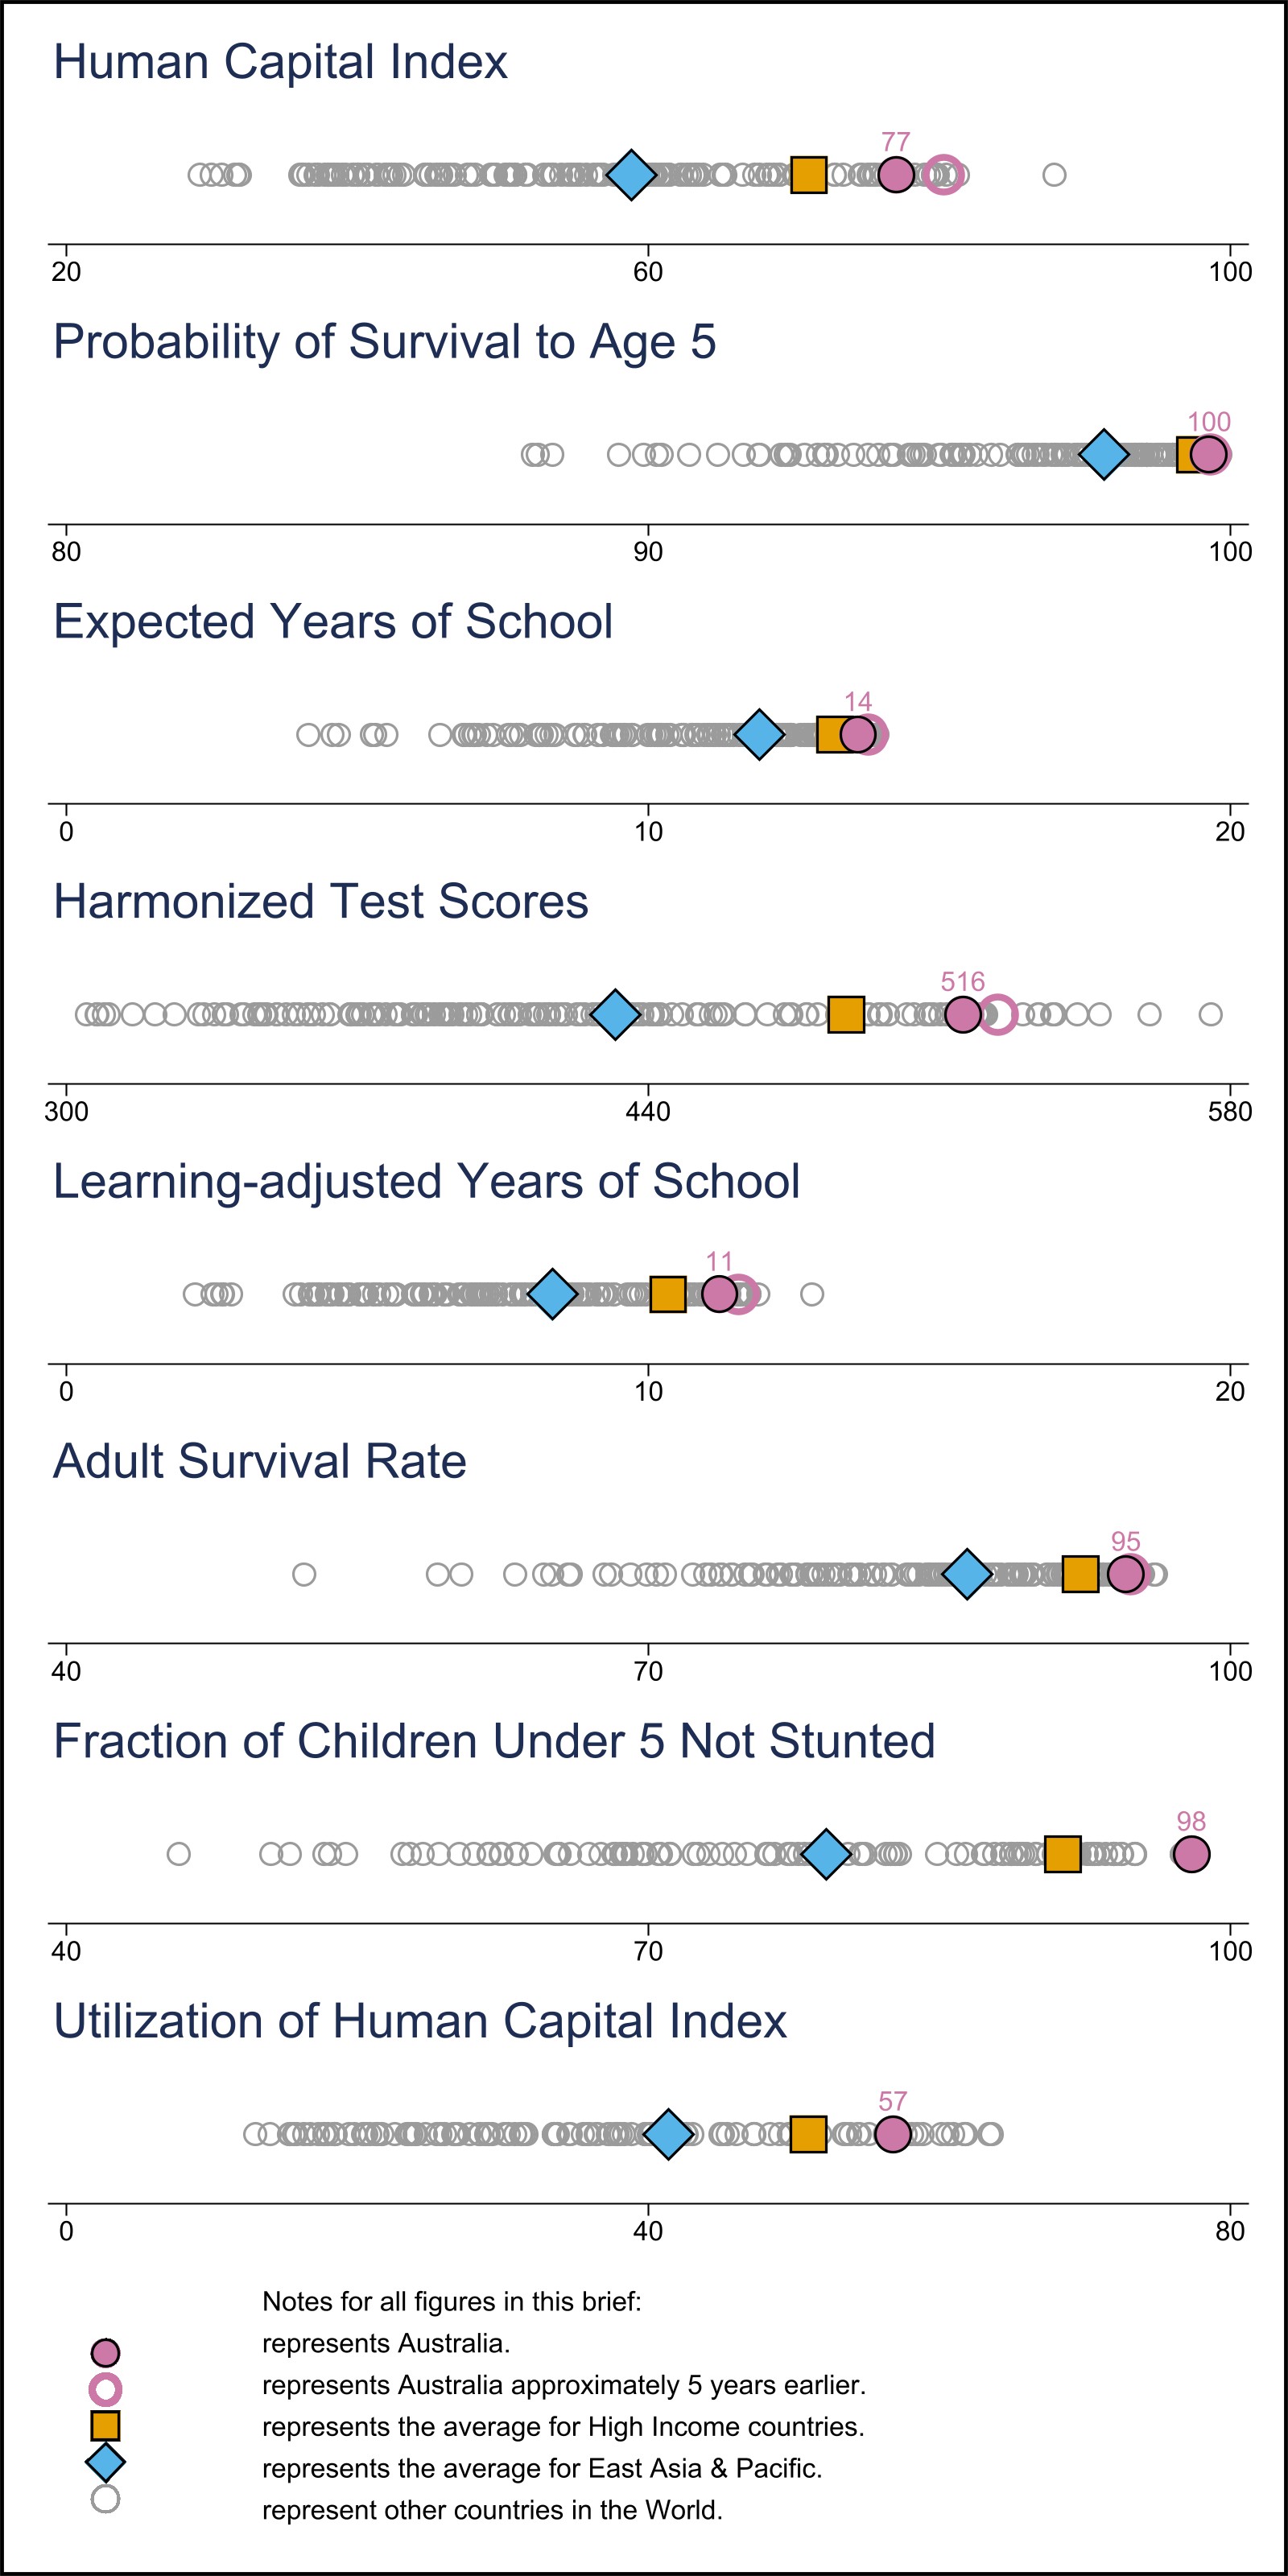 Human Capital Index
77
20 60 100
Probability of Survival to Age 5
100
80 90 100
Expected Years of School
14
0 10 20
Harmonized Test Scores
516
300 440 580
Learning-adjusted Years of School
11
0 10 20
Adult Survival Rate
95
40 70 100
Fraction of Children Under 5 Not Stunted
98
40 70 100
Utilization of Human Capital Index
57
0 40 80
Notes for all figures in this brief:
represents Australia.
represents Australia approximately 5 years earlier.
represents the average for High Income countries.
represents the average for East Asia & Pacific.
represent other countries in the World.